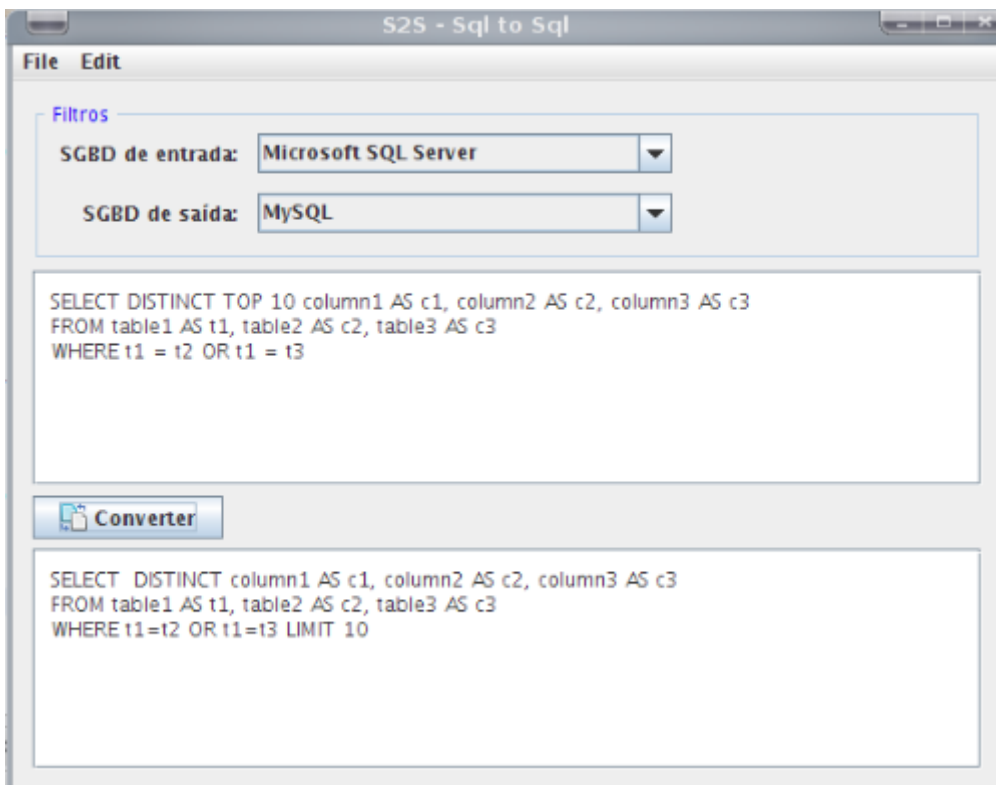 S2S - Sql to Sql
File Edit
Filtros
SGBD de entrada: Microsoft SQL Server
SGBD de saída: MySQL
SELECT DISTINCT TOP 10 column1 AS c1, column2 AS c2, column3 AS c3
FROM table1 AS t1, table2 AS c2, table3 AS c3
WHERE t1 = t2 OR t1 = t3
Converter
SELECT  DISTINCT column1 AS c1, column2 AS c2, column3 AS c3
FROM table1 AS t1, table2 AS c2, table3 AS c3
WHERE t1=t2 OR t1=t3 LIMIT 10